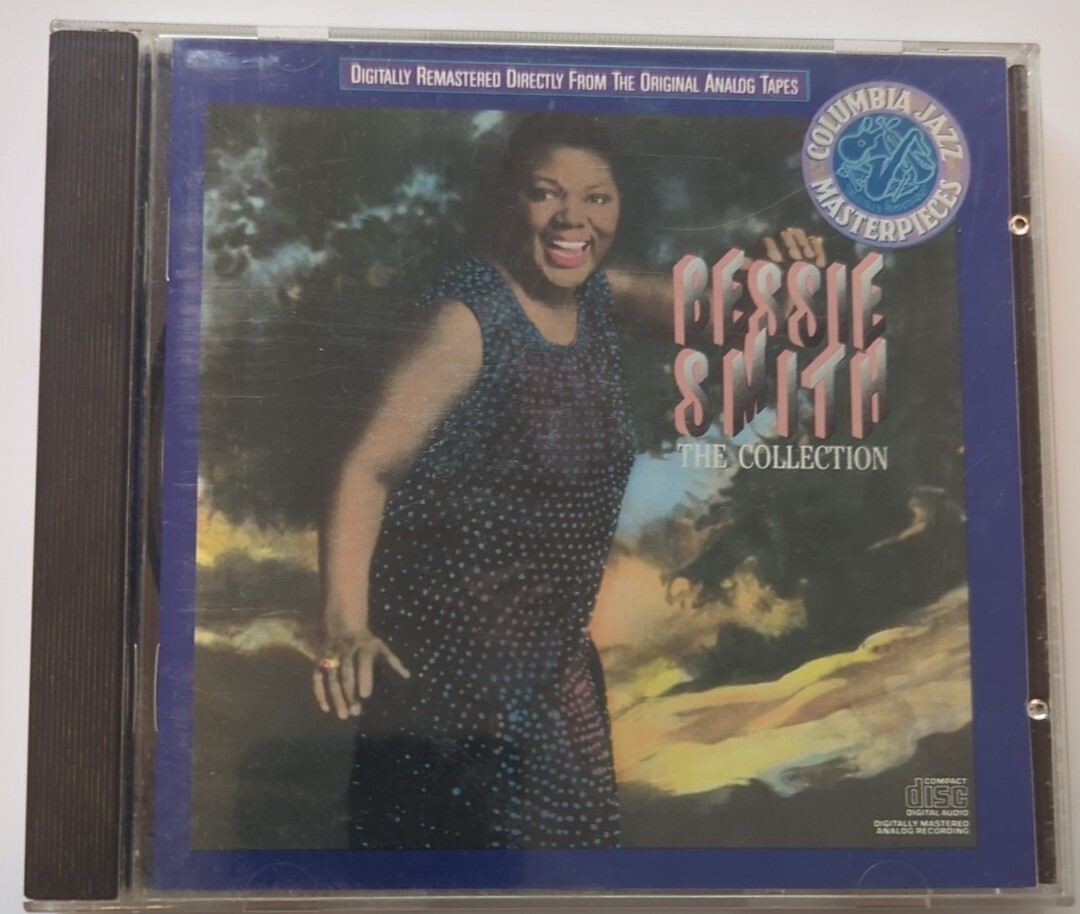 DIGITALLY REMASTERED DIRECTLY FROM THE ORIGINAL ANALOG TAPES
COLUMBIA JAZZ
MASTERPIECES
BESSIE
SMITH
THE COLLECTION
COMPACT
disc
DIGITAL AUDIO
DIGITALLY MASTERED
ANALOG RECORDING